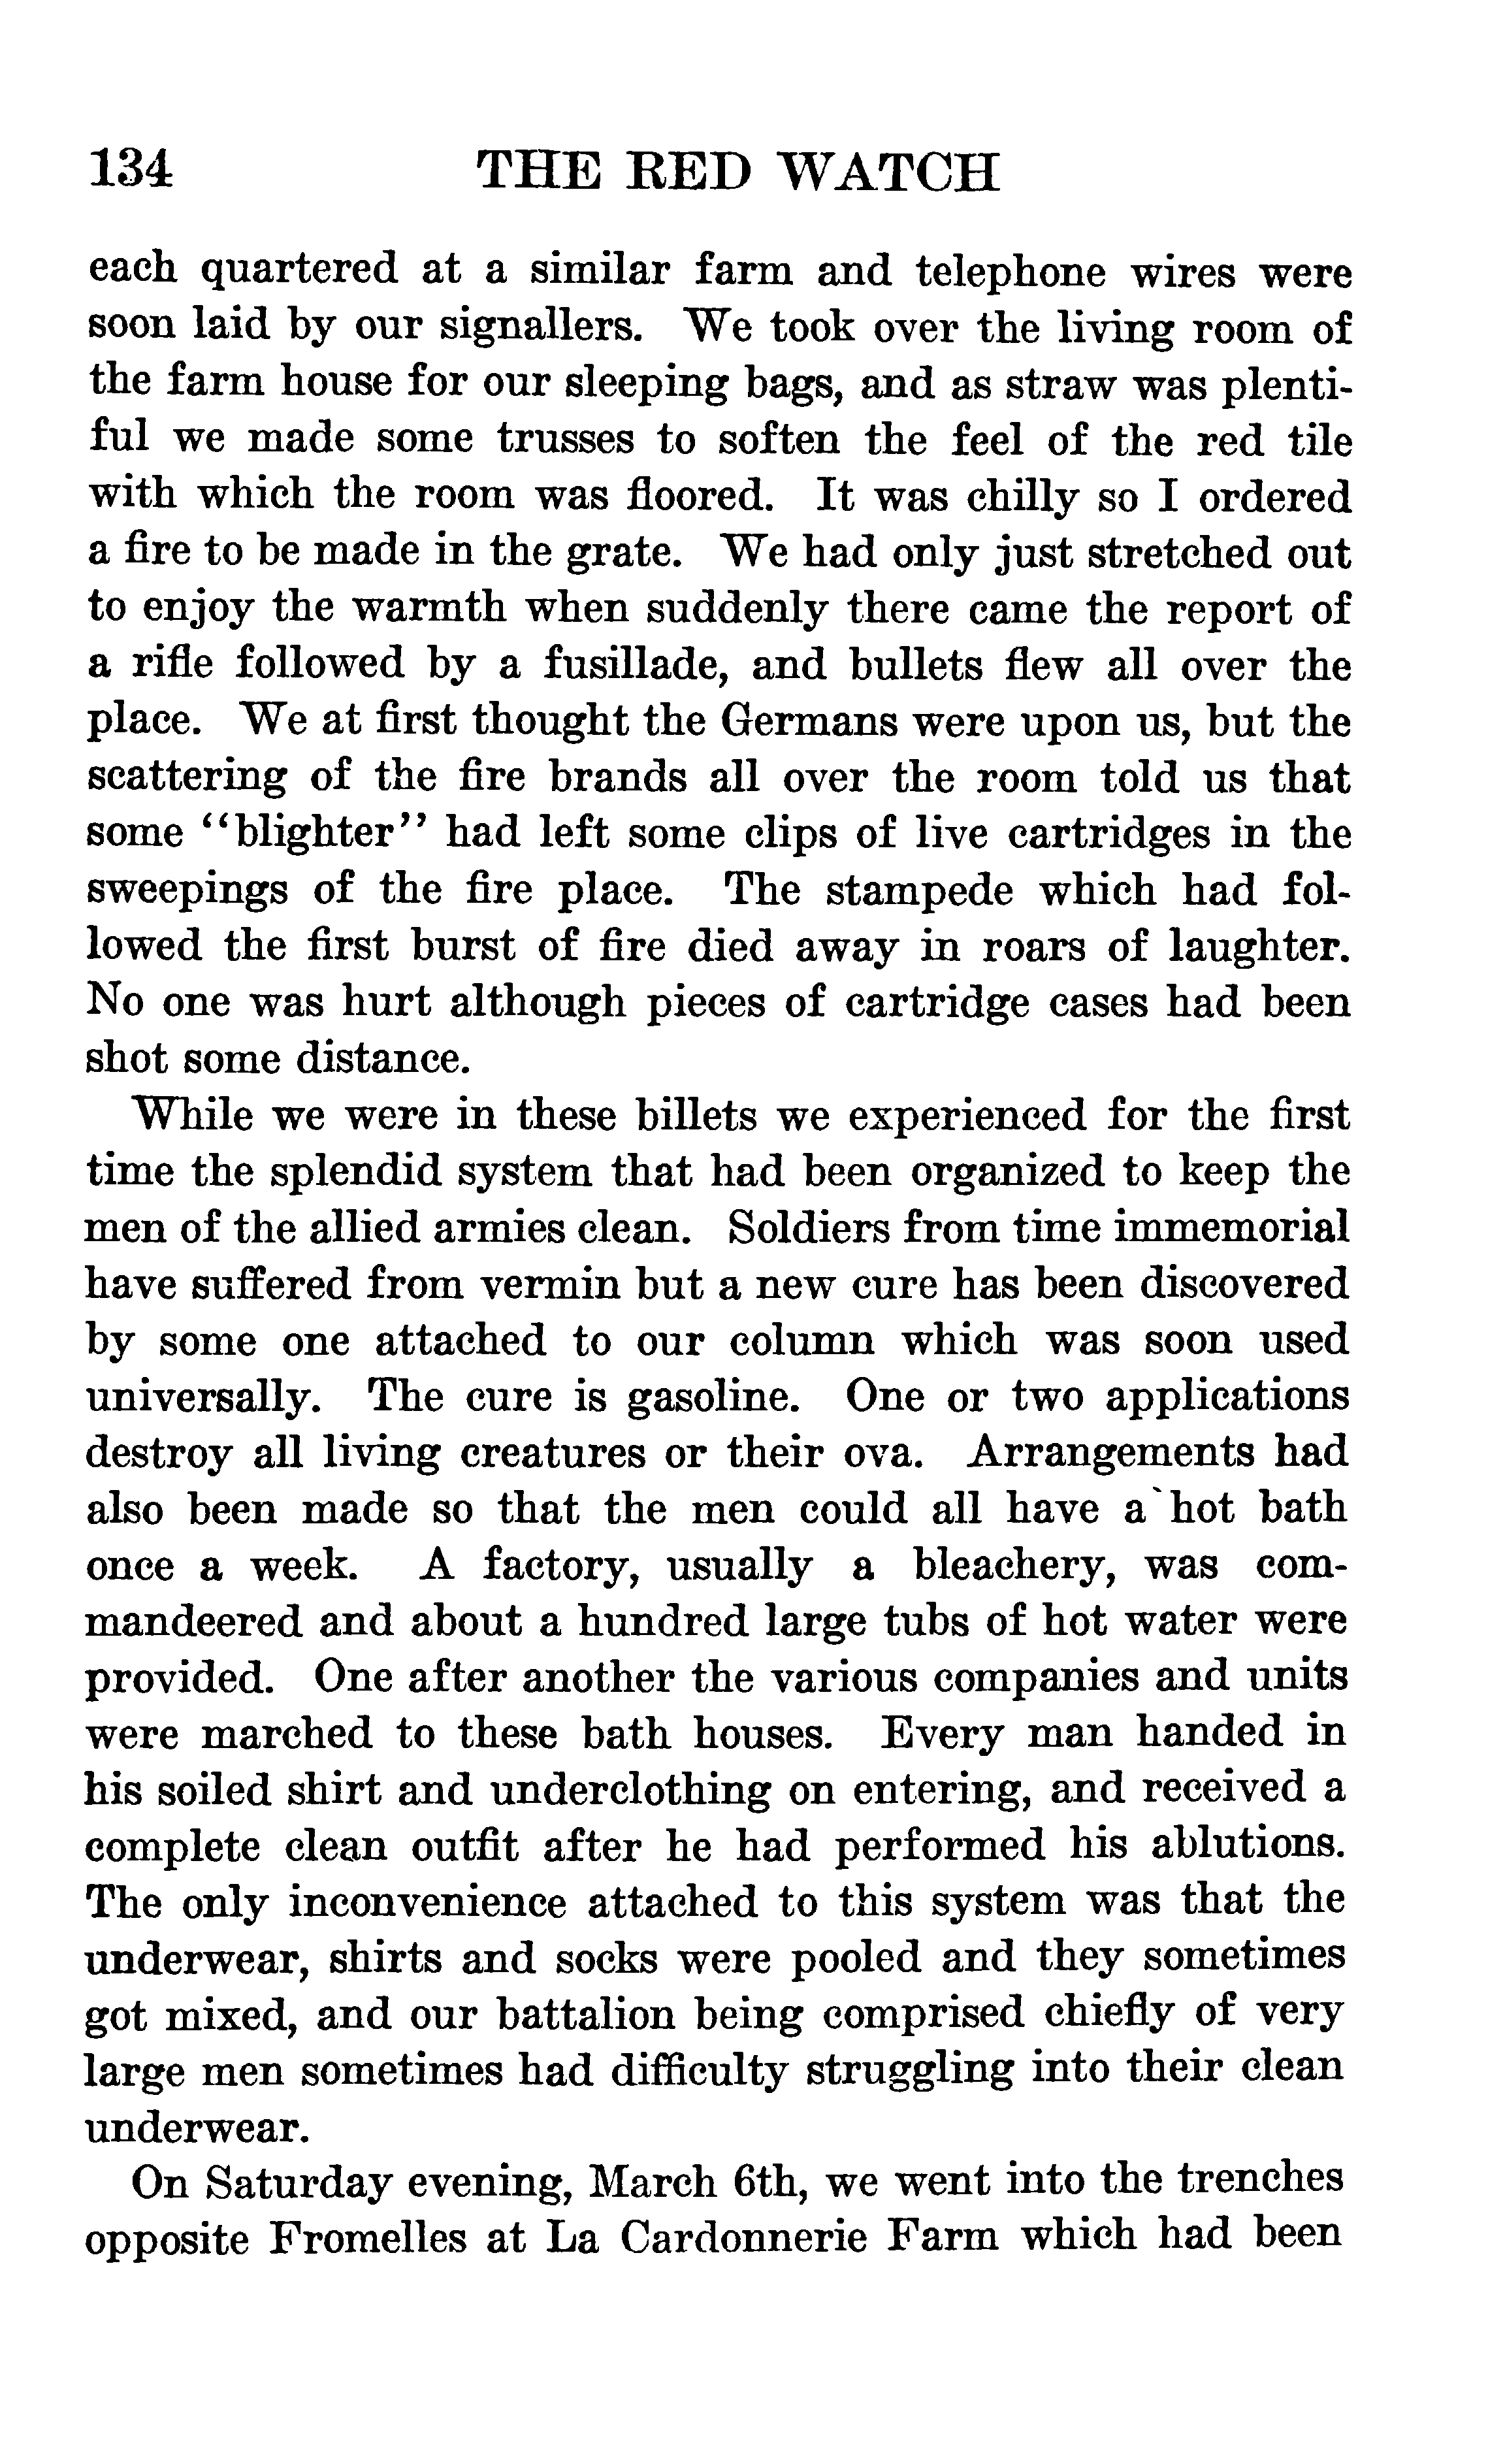 134 THE RED WATCH
each quartered at a similar farm and telephone wires were
soon laid by our signallers. We took over the living room of
the farm house for our sleeping bags, and as straw was plenti-
ful we made some trusses to soften the feel of the red tile
with which the room was floored. It was chilly so I ordered
a fire to be made in the grate. We had only just stretched out
to enjoy the warmth when suddenly there came the report of
a rifle followed by a fusillade, and bullets flew all over the
place. We at first thought the Germans were upon us, but the
scattering of the fire brands all over the room told us that
some "blighter" had left some clips of live cartridges in the
sweepings of the fire place. The stampede which had fol-
lowed the first burst of fire died away in roars of laughter.
No one was hurt although pieces of cartridge cases had been
shot some distance.
While we were in these billets we experienced for the first
time the splendid system that had been organized to keep the
men of the allied armies clean. Soldiers from time immemorial
have suffered from vermin but a new cure has been discovered
by some one attached to our column which was soon used
universally. The cure is gasoline. One or two applications
destroy all living creatures or their ova. Arrangements had
also been made so that the men could all have a hot bath
once a week. A factory, usually a bleachery, was com-
mandeered and about a hundred large tubs of hot water were
provided. One after another the various companies and units
were marched to these bath houses. Every man handed in
his soiled shirt and underclothing on entering, and received a
complete clean outfit after he had performed his ablutions.
The only inconvenience attached to this system was that the
underwear, shirts and socks were pooled and they sometimes
got mixed, and our battalion being comprised chiefly of very
large men sometimes had difficulty struggling into their clean
underwear.
On Saturday evening, March 6th, we went into the trenches
opposite Fromelles at La Cardonnerie Farm which had been